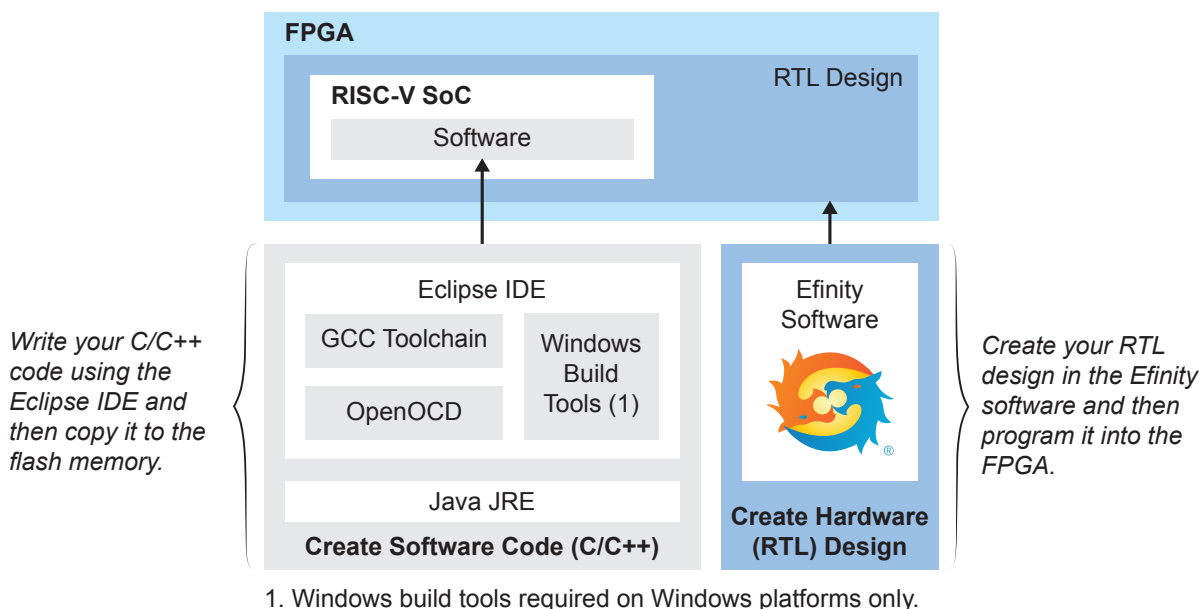 FPGA
RTL Design
RISC-V SoC
Software
Write your C/C++
code using the
Eclipse IDE and
then copy it to the
flash memory.
Eclipse IDE
GCC Toolchain
OpenOCD
Windows
Build
Tools (1)
Java JRE
Create Software Code (C/C++)
Efinity
Software
®
Create Hardware
(RTL) Design
Create your RTL
design in the Efinity
software and then
program it into the
FPGA.
1. Windows build tools required on Windows platforms only.